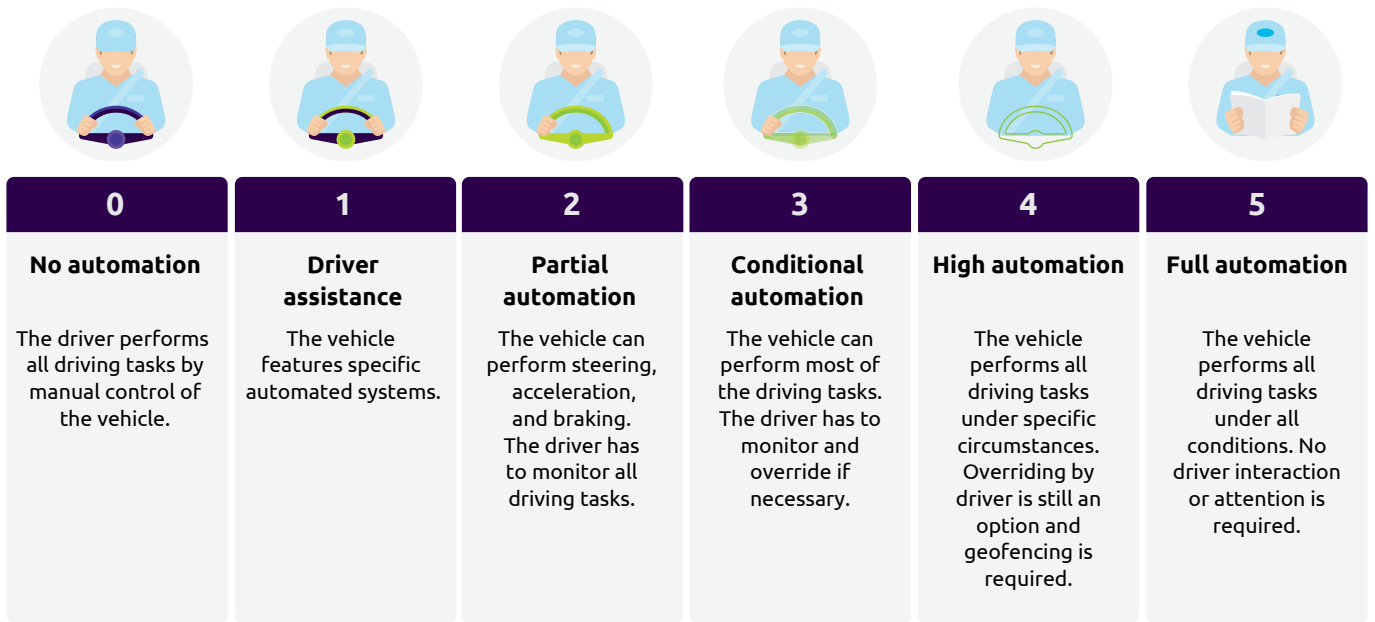 0
No automation
The driver performs
all driving tasks by
manual control of
the vehicle.
1
Driver
assistance
The vehicle
features specific
automated systems.
2
Partial
automation
The vehicle can
perform steering,
acceleration,
and braking.
The driver has
to monitor all
driving tasks.
3
Conditional
automation
The vehicle can
perform most of
the driving tasks.
The driver has to
monitor and
override if
necessary.
4
High automation
The vehicle
performs all
driving tasks
under specific
circumstances.
Overriding by
driver is still an
option and
geofencing is
required.
5
Full automation
The vehicle
performs all
driving tasks
under all
conditions. No
driver interaction
or attention is
required.